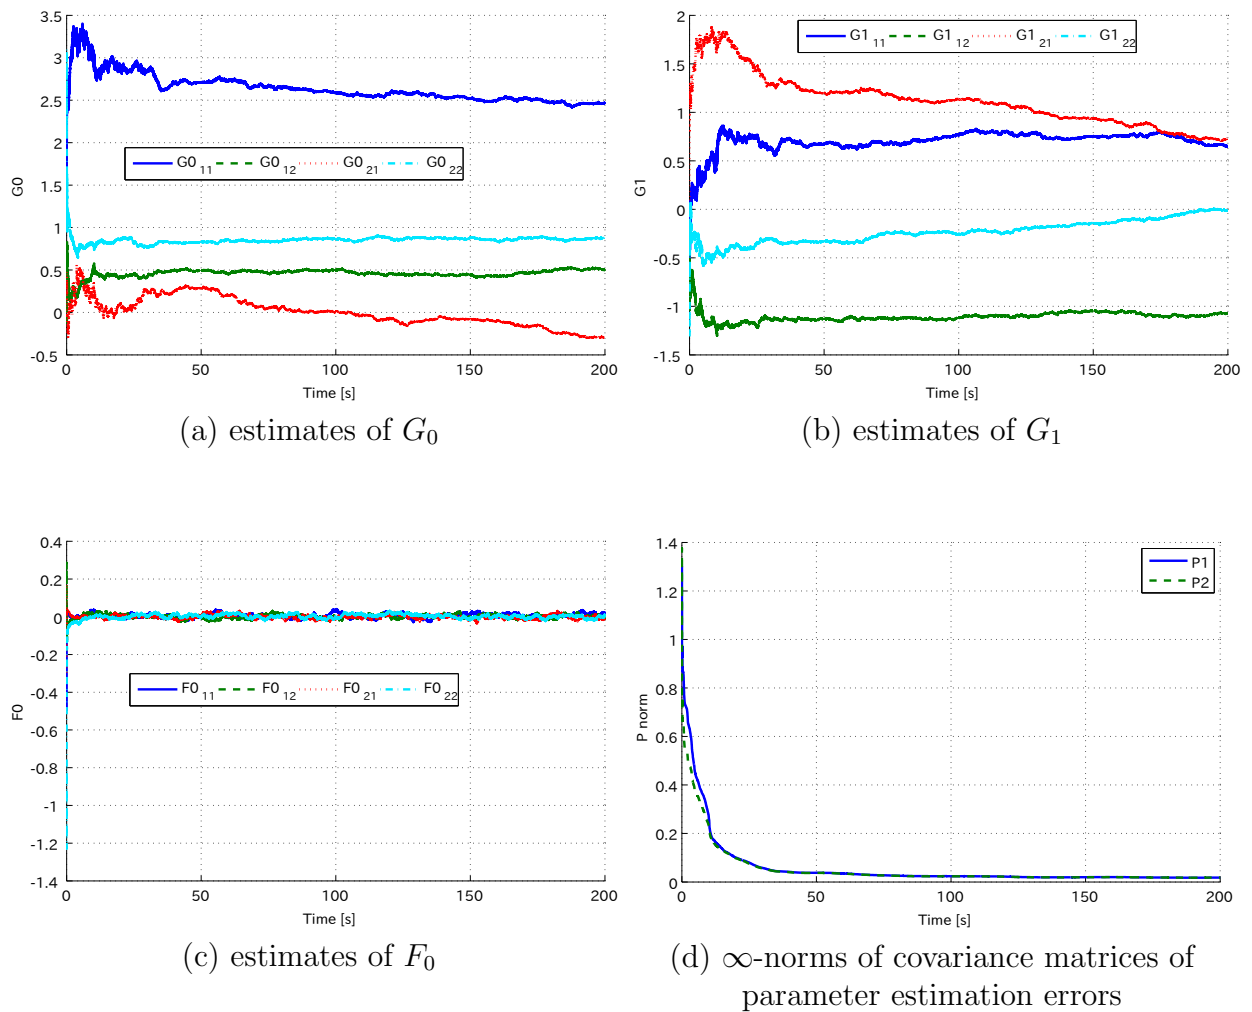 3.5
3
2.5
2
1.5
1
0.5
0
-0.5
G0
G0 11 G0 12 G0 21 G0 22
0 50 100 150 200
Time [s]
(a) estimates of G0
2
1.5
1
0.5
0
-0.5
-1
-1.5
G1
G1 11 G1 12 G1 21 G1 22
0 50 100 150 200
Time [s]
(b) estimates of G1
0.4
0.2
0
-0.2
-0.4
-0.6
-0.8
-1
-1.2
-1.4
F0
F0 11 F0 12 F0 21 F0 22
0 50 100 150 200
Time [s]
(c) estimates of F0
1.4
1.2
1
0.8
0.6
0.4
0.2
0
P norm
P1
P2
0 50 100 150 200
Time [s]
(d) ∞-norms of covariance matrices of
parameter estimation errors